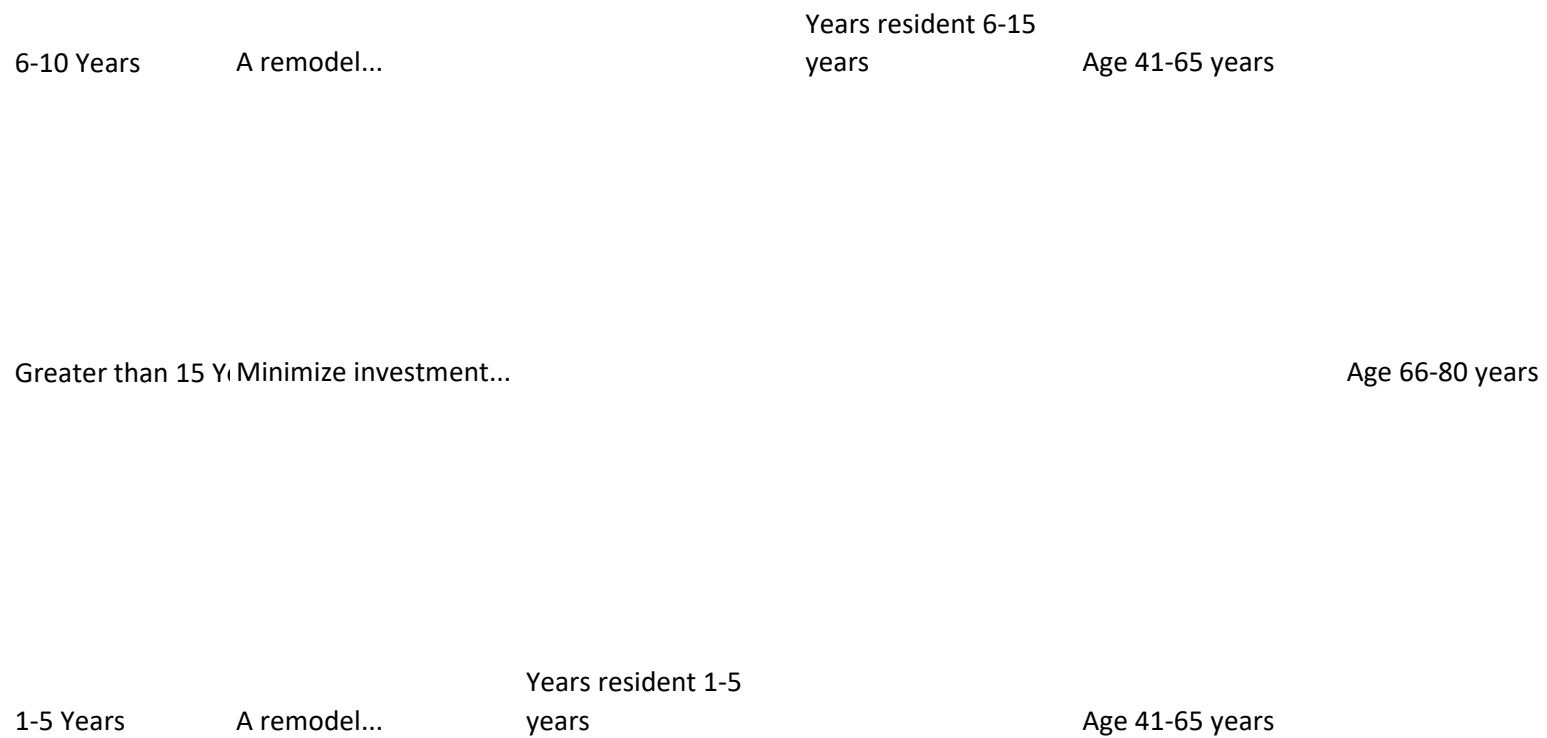 Years resident 6-15
6-10 Years A remodel... years Age 41-65 years
Greater than 15 Minimize investment... Age 66-80 years
Years resident 1-5
1-5 Years A remodel... years Age 41-65 years